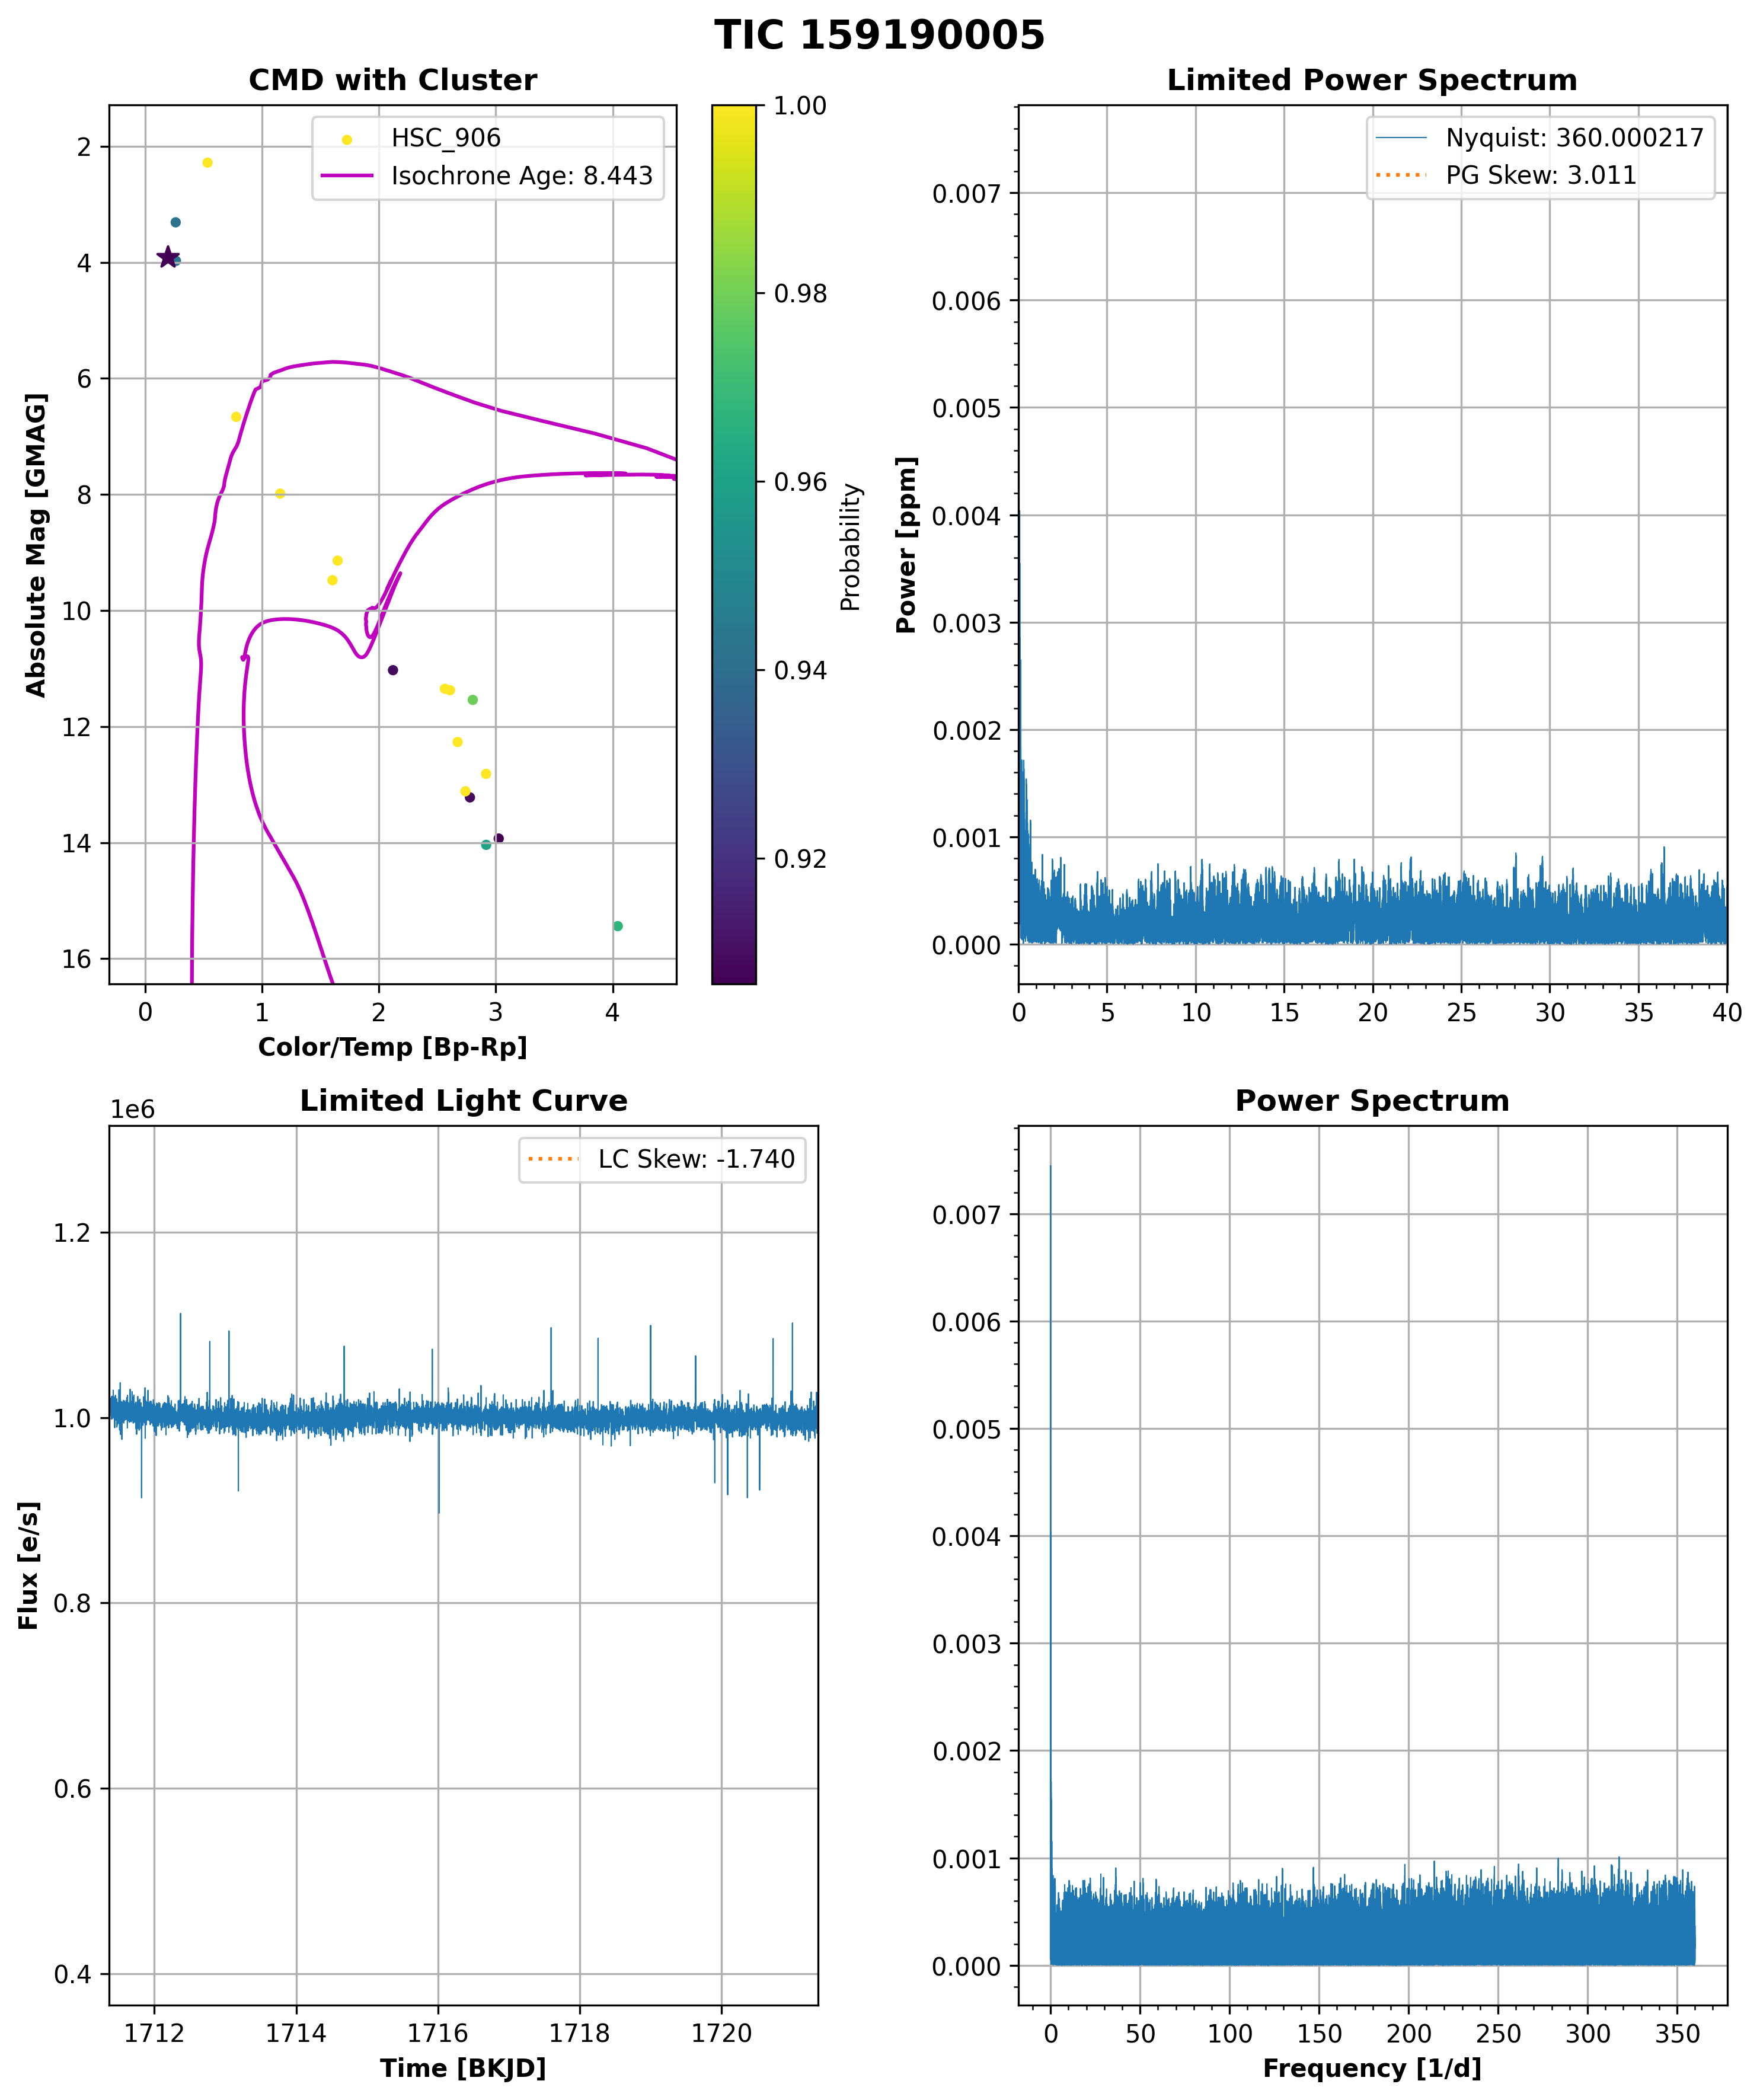 TIC 159190005
CMD with Cluster
HSC_906
Isochrone Age: 8.443
2
4
6
8
10
12
14
16
0 1 2 3 4
Absolute Mag [GMAG]
Color/Temp [Bp-Rp]
1.00
0.98
0.96
0.94
0.92
Probability
Limited Power Spectrum
Nyquist: 360.000217
PG Skew: 3.011
0.007
0.006
0.005
0.004
0.003
0.002
0.001
0.000
0 5 10 15 20 25 30 35 40
Power [ppm]
Limited Light Curve
1e6
LC Skew: -1.740
1.2
1.0
0.8
0.6
0.4
1712 1714 1716 1718 1720
Flux [e/s]
Time [BKJD]
Power Spectrum
0.007
0.006
0.005
0.004
0.003
0.002
0.001
0.000
0 50 100 150 200 250 300 350
Frequency [1/d]